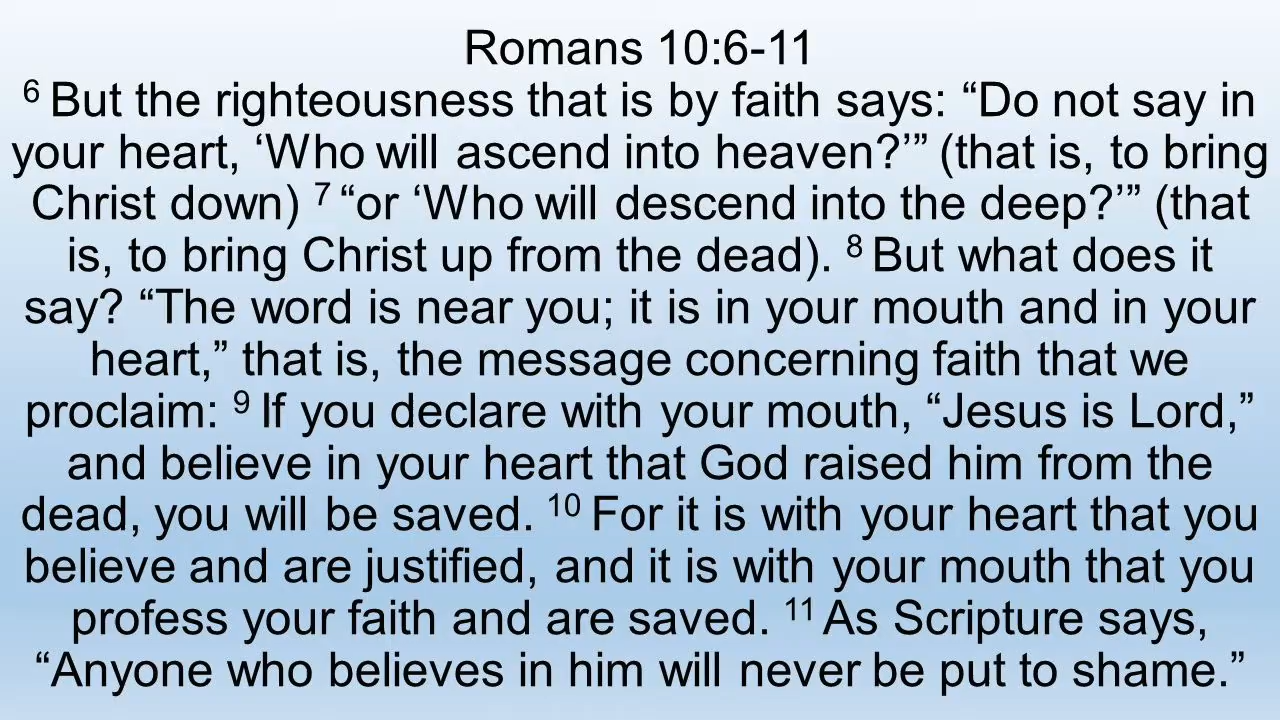 Romans 10:6-11
6 But the righteousness that is by faith says: “Do not say in
your heart, ‘Who will ascend into heaven?’” (that is, to bring
Christ down) 7 “or ‘Who will descend into the deep?’” (that
is, to bring Christ up from the dead). 8 But what does it
say? “The word is near you; it is in your mouth and in your
heart,” that is, the message concerning faith that we
proclaim: 9 If you declare with your mouth, “Jesus is Lord,”
and believe in your heart that God raised him from the
dead, you will be saved. 10 For it is with your heart that you
believe and are justified, and it is with your mouth that you
profess your faith and are saved. 11 As Scripture says,
“Anyone who believes in him will never be put to shame.”